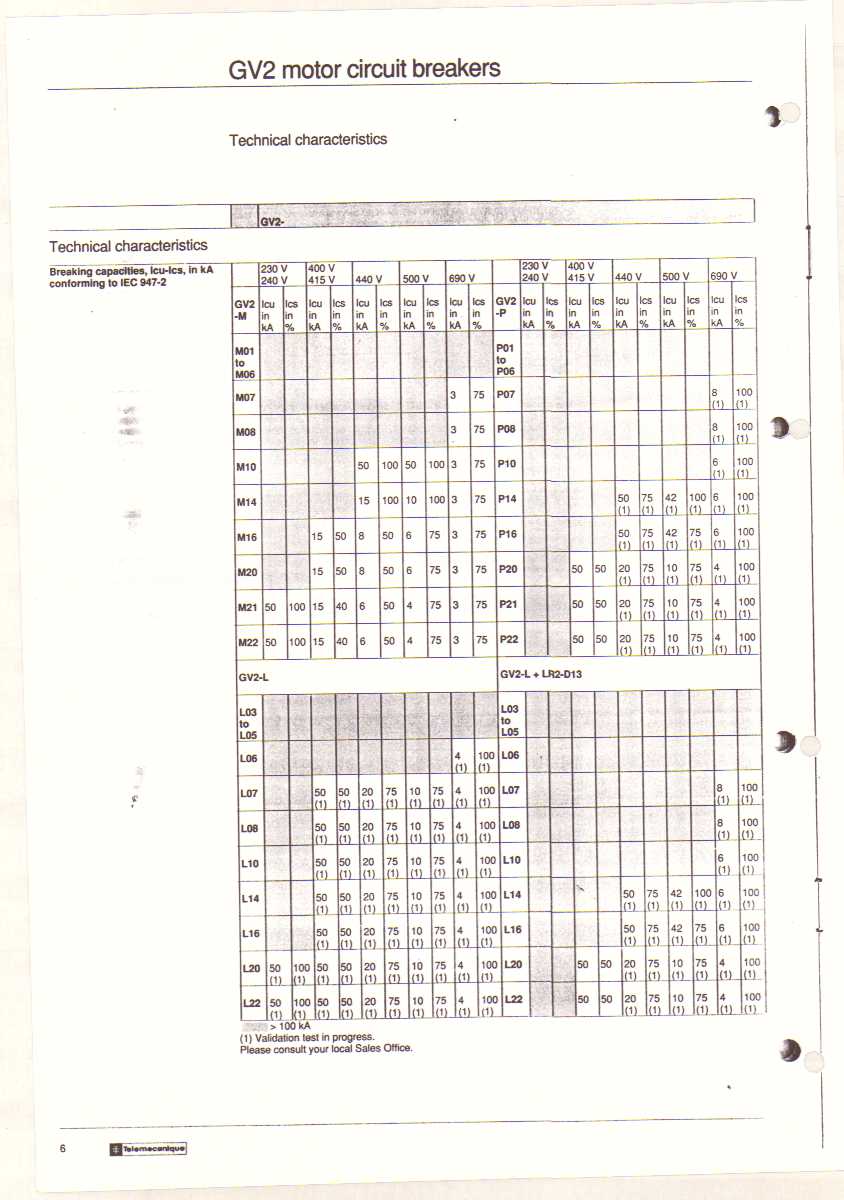 GV2 motor circuit breakers
Technical characteristics
GV2-
Technical characteristics
Breaking capacities, Icu-Ics, in kA
conforming to IEC 947-2
230 V 400 V 230 V 400 V
240 V 415 V 440 V 500 V 690 V 240 V 415 V 440 V 500 V 690 V
GV2 Icu Ics Icu Ics Icu Ics Icu Ics Icu Ics GV2 Icu Ics Icu Ics Icu Ics Icu Ics Icu Ics
-M in in in in in in in in in in -P in in in in in in in in in in
kA % kA % kA % kA % kA % kA % kA % kA % kA % kA %
M01 P01
to to
M06 P06
M07 3 75 P07 8 100
(1) (1)
M08 3 75 P08 8 100
(1) (1)
M10 50 100 50 100 3 75 P10 6 100
(1) (1)
M14 15 100 10 100 3 75 P14 50 75 42 100 6 100
(1) (1) (1) (1) (1) (1)
M16 15 50 8 50 6 75 3 75 P16 50 75 42 75 6 100
(1) (1) (1) (1) (1) (1)
M20 15 50 8 50 6 75 3 75 P20 50 50 20 75 10 75 4 100
(1) (1) (1) (1) (1) (1)
M21 50 100 15 40 6 50 4 75 3 75 P21 50 50 20 75 10 75 4 100
(1) (1) (1) (1) (1) (1)
M22 50 100 15 40 6 50 4 75 3 75 P22 50 50 20 75 10 75 4 100
(1) (1) (1) (1) (1) (1)
GV2-L GV2-L + LR2-D13
L03 L03
to to
L05 L05
L06 4 100 L06
(1) (1)
L07 50 50 20 75 10 75 4 100 L07 8 100
(1) (1) (1) (1) (1) (1) (1) (1) (1) (1)
L08 50 50 20 75 10 75 4 100 L08 8 100
(1) (1) (1) (1) (1) (1) (1) (1) (1) (1)
L10 50 50 20 75 10 75 4 100 L10 6 100
(1) (1) (1) (1) (1) (1) (1) (1) (1) (1)
L14 50 50 20 75 10 75 4 100 L14 50 75 42 100 6 100
(1) (1) (1) (1) (1) (1) (1) (1) (1) (1) (1) (1) (1) (1)
L16 50 50 20 75 10 75 4 100 L16 50 75 42 75 6 100
(1) (1) (1) (1) (1) (1) (1) (1) (1) (1) (1) (1) (1) (1)
L20 50 100 50 50 20 75 10 75 4 100 L20 50 50 20 75 10 75 4 100
(1) (1) (1) (1) (1) (1) (1) (1) (1) (1) (1) (1) (1) (1) (1) (1)
L22 50 100 50 50 20 75 10 75 4 100 L22 50 50 20 75 10 75 4 100
(1) (1) (1) (1) (1) (1) (1) (1) (1) (1) (1) (1) (1) (1) (1) (1)
> 100 kA
(1) Validation test in progress.
Please consult your local Sales Office.
6 Telemecanique